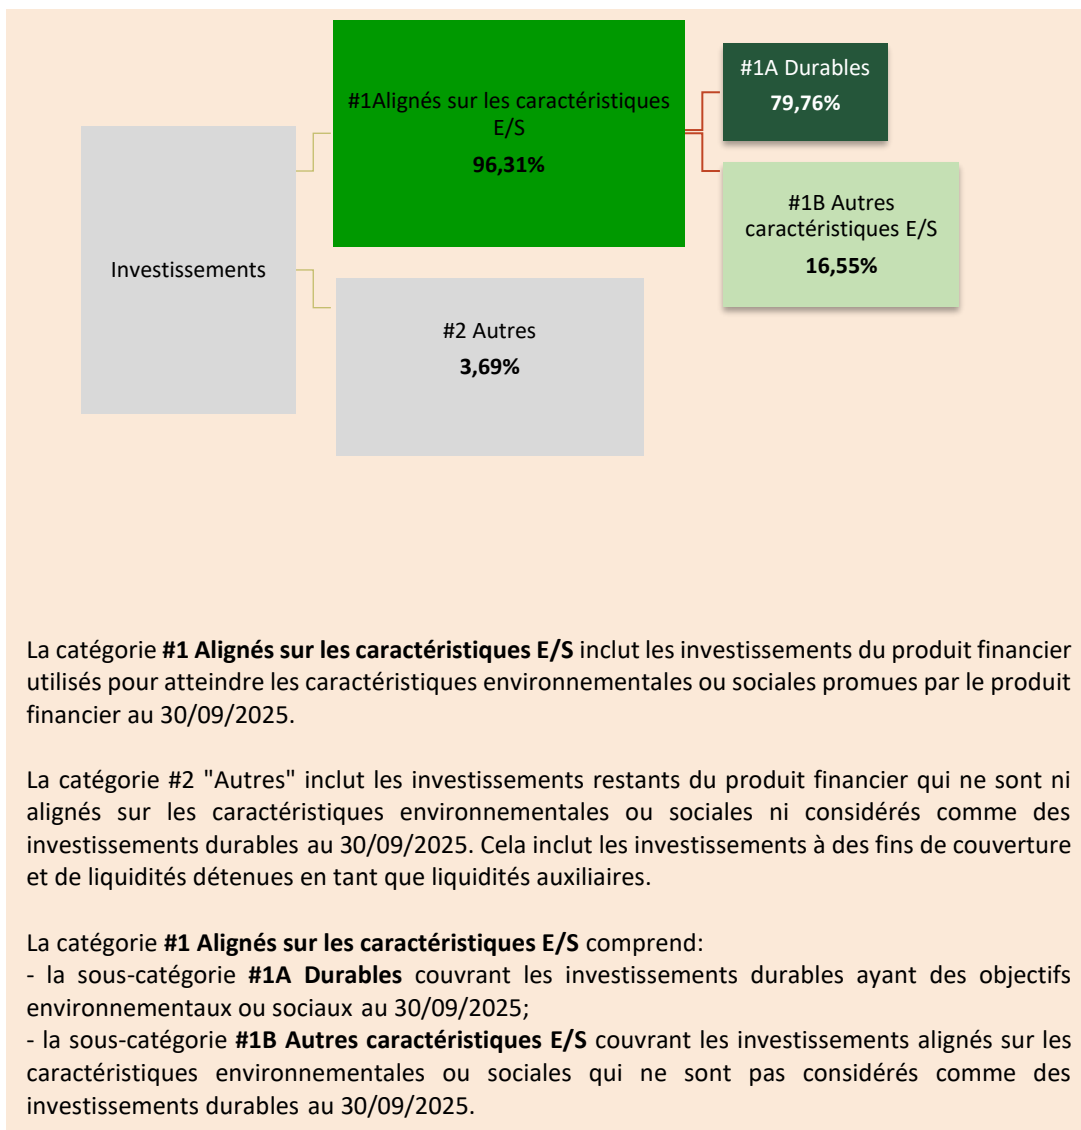 Investissements
#1Alignés sur les caractéristiques
E/S
96,31%
#1A Durables
79,76%
#1B Autres
caractéristiques E/S
16,55%
#2 Autres
3,69%
La catégorie #1 Alignés sur les caractéristiques E/S inclut les investissements du produit financier
utilisés pour atteindre les caractéristiques environnementales ou sociales promues par le produit
financier au 30/09/2025.
La catégorie #2 "Autres" inclut les investissements restants du produit financier qui ne sont ni
alignés sur les caractéristiques environnementales ou sociales ni considérés comme des
investissements durables au 30/09/2025. Cela inclut les investissements à des fins de couverture
et de liquidités détenues en tant que liquidités auxiliaires.
La catégorie #1 Alignés sur les caractéristiques E/S comprend:
- la sous-catégorie #1A Durables couvrant les investissements durables ayant des objectifs
environnementaux ou sociaux au 30/09/2025;
- la sous-catégorie #1B Autres caractéristiques E/S couvrant les investissements alignés sur les
caractéristiques environnementales ou sociales qui ne sont pas considérés comme des
investissements durables au 30/09/2025.